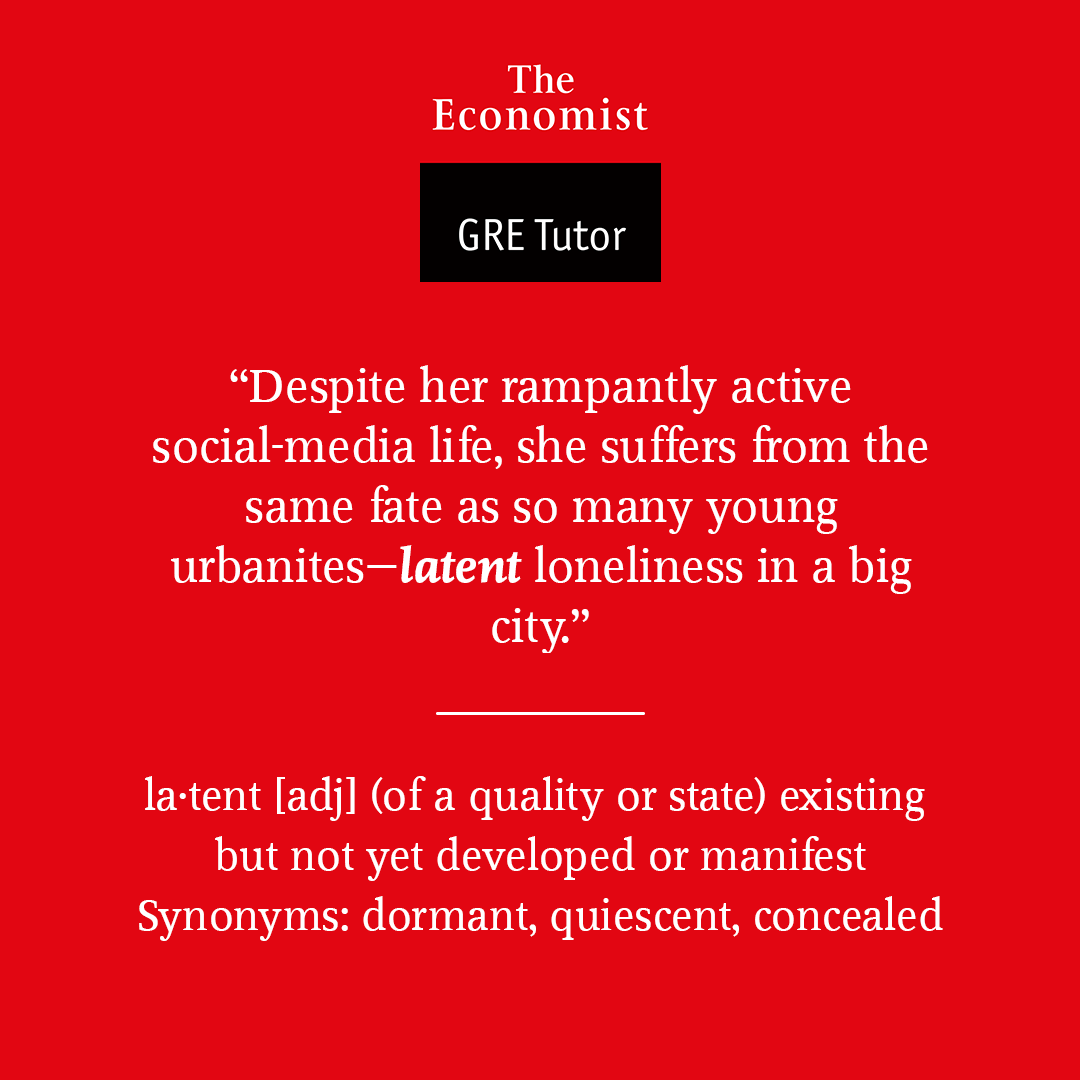 The
Economist
GRE Tutor
“Despite her rampantly active
social-media life, she suffers from the
same fate as so many young
urbanites—latent loneliness in a big
city.”
la·tent [adj] (of a quality or state) existing
but not yet developed or manifest
Synonyms: dormant, quiescent, concealed